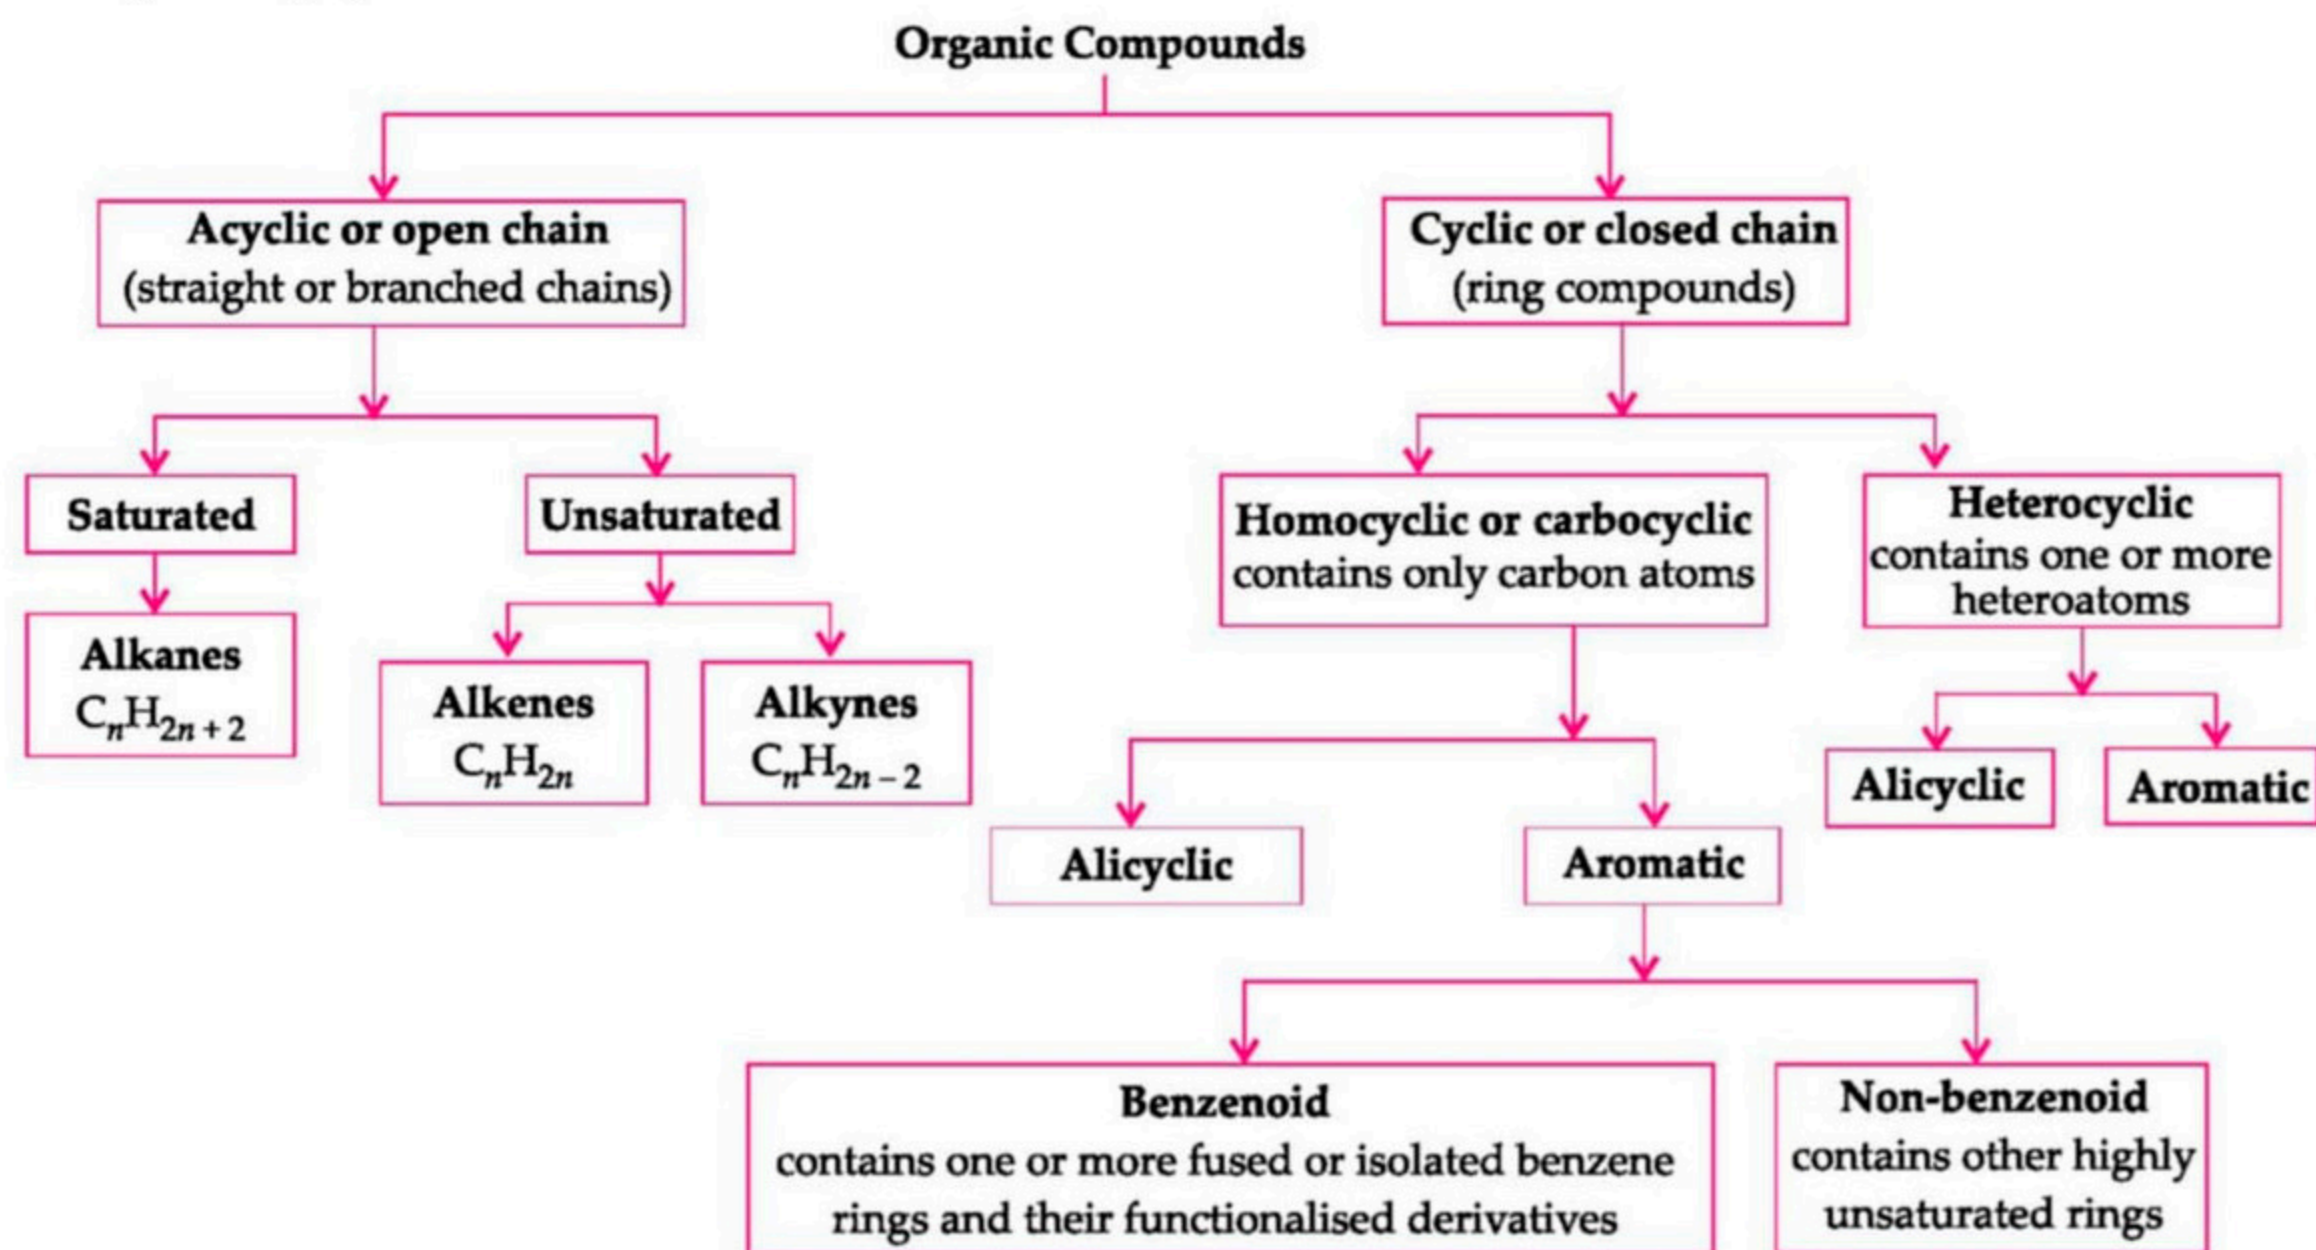 Organic Compounds
Acyclic or open chain
(straight or branched chains)
Cyclic or closed chain
(ring compounds)
Saturated
Unsaturated
Homocyclic or carbocyclic
contains only carbon atoms
Heterocyclic
contains one or more
heteroatoms
Alkanes
CₙH₂ₙ₊₂
Alkenes
CₙH₂ₙ
Alkynes
CₙH₂ₙ₋₂
Alicyclic
Aromatic
Alicyclic
Aromatic
Benzenoid
contains one or more fused or isolated benzene
rings and their functionalised derivatives
Non-benzenoid
contains other highly
unsaturated rings